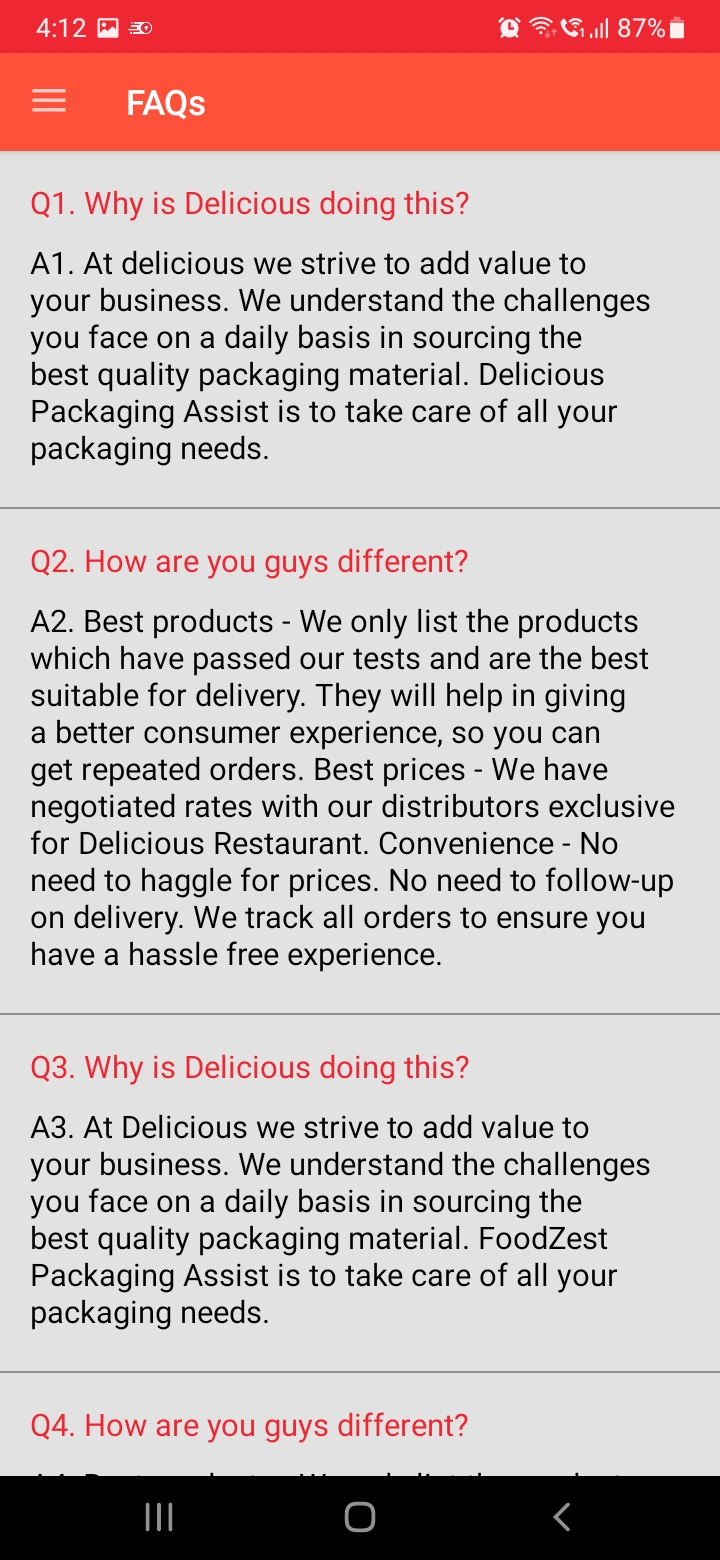 4:12
87%
FAQs
Q1. Why is Delicious doing this?
A1. At delicious we strive to add value to
your business. We understand the challenges
you face on a daily basis in sourcing the
best quality packaging material. Delicious
Packaging Assist is to take care of all your
packaging needs.
Q2. How are you guys different?
A2. Best products - We only list the products
which have passed our tests and are the best
suitable for delivery. They will help in giving
a better consumer experience, so you can
get repeated orders. Best prices - We have
negotiated rates with our distributors exclusive
for Delicious Restaurant. Convenience - No
need to haggle for prices. No need to follow-up
on delivery. We track all orders to ensure you
have a hassle free experience.
Q3. Why is Delicious doing this?
A3. At Delicious we strive to add value to
your business. We understand the challenges
you face on a daily basis in sourcing the
best quality packaging material. FoodZest
Packaging Assist is to take care of all your
packaging needs.
Q4. How are you guys different?